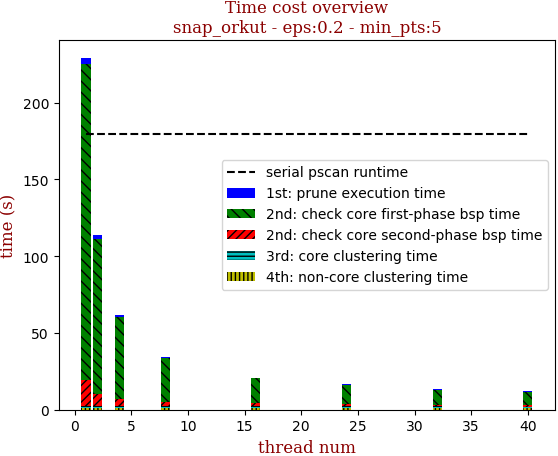 Time cost overview
snap_orkut - eps:0.2 - min_pts:5
time (s)
200
150
100
50
0
serial pscan runtime
1st: prune execution time
2nd: check core first-phase bsp time
2nd: check core second-phase bsp time
3rd: core clustering time
4th: non-core clustering time
0 5 10 15 20 25 30 35 40
thread num